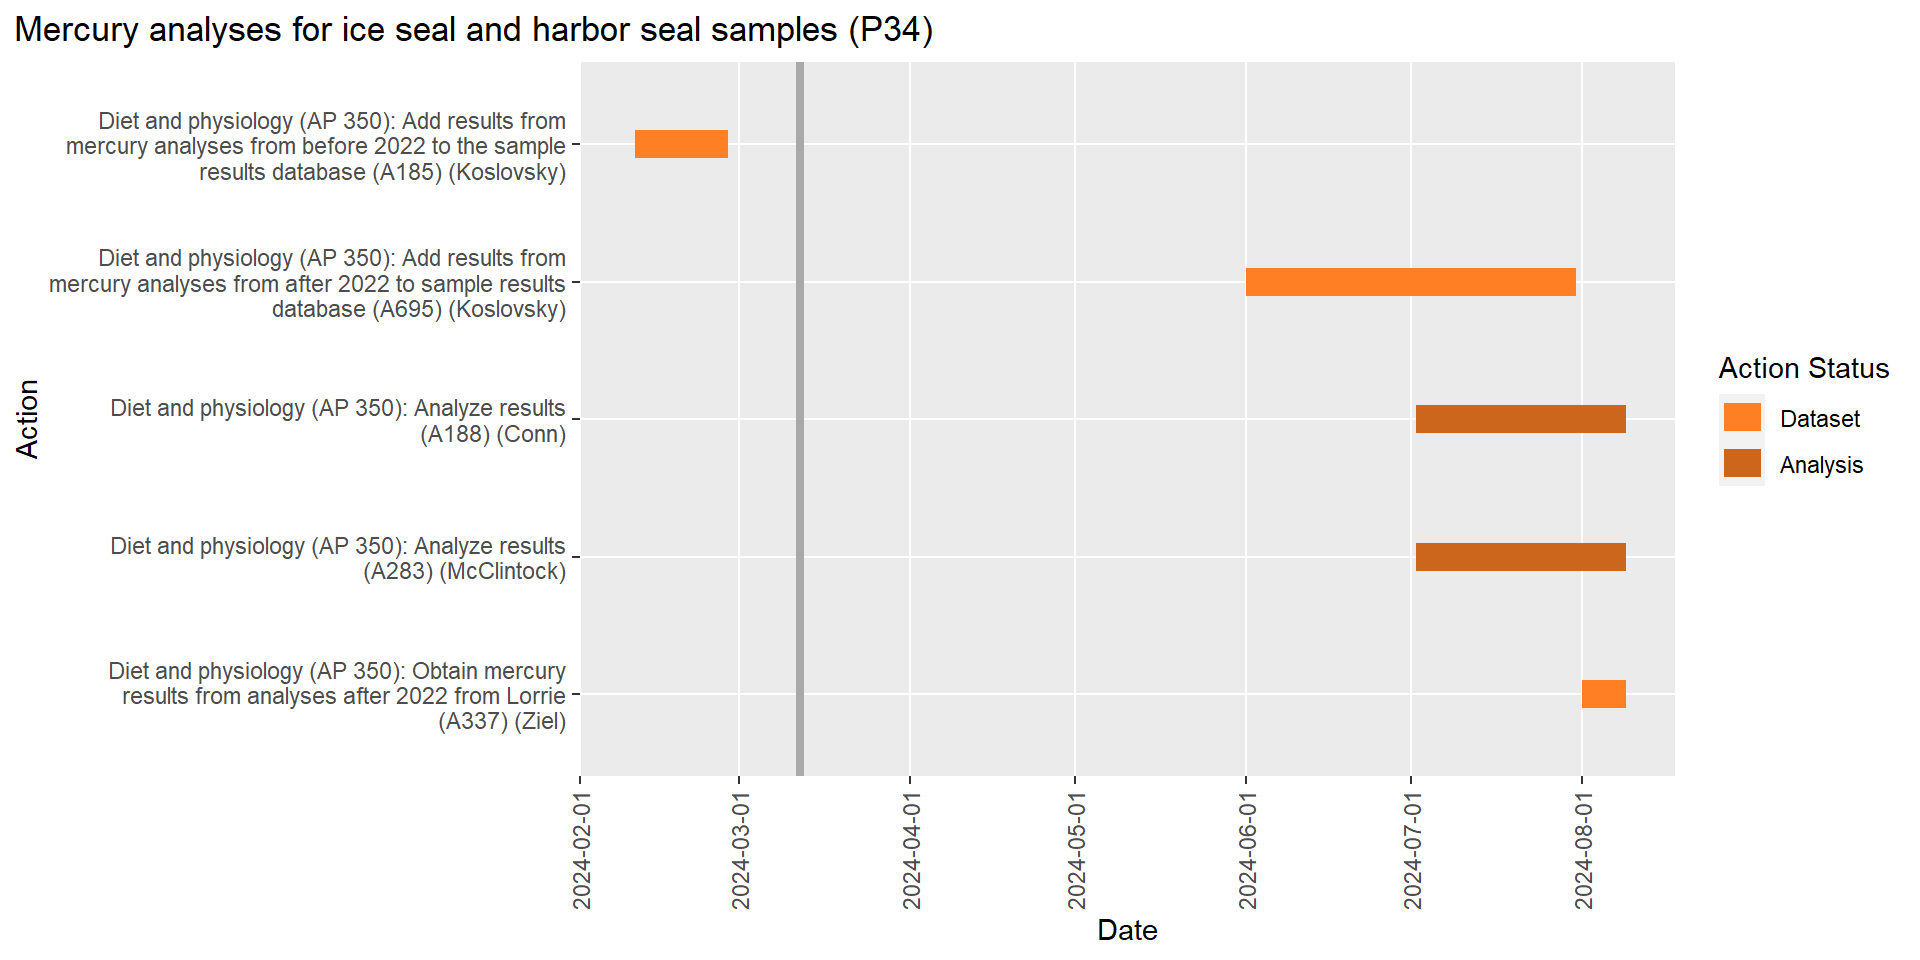 Mercury analyses for ice seal and harbor seal samples (P34)
Diet and physiology (AP 350): Add results from
mercury analyses from before 2022 to the sample
results database (A185) (Koslovsky)
Diet and physiology (AP 350): Add results from
mercury analyses from after 2022 to sample results
database (A695) (Koslovsky)
Diet and physiology (AP 350): Analyze results
(A188) (Conn)
Diet and physiology (AP 350): Analyze results
(A283) (McClintock)
Diet and physiology (AP 350): Obtain mercury
results from analyses after 2022 from Lorrie
(A337) (Ziel)
Action
2024-02-01
2024-03-01
2024-04-01
2024-05-01
2024-06-01
2024-07-01
2024-08-01
Date
Action Status
Dataset
Analysis